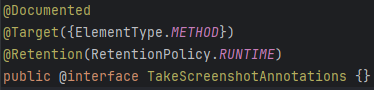 @Documented
@Target({ElementType.METHOD})
@Retention(RetentionPolicy.RUNTIME)
public @interface TakeScreenshotAnnotations {}